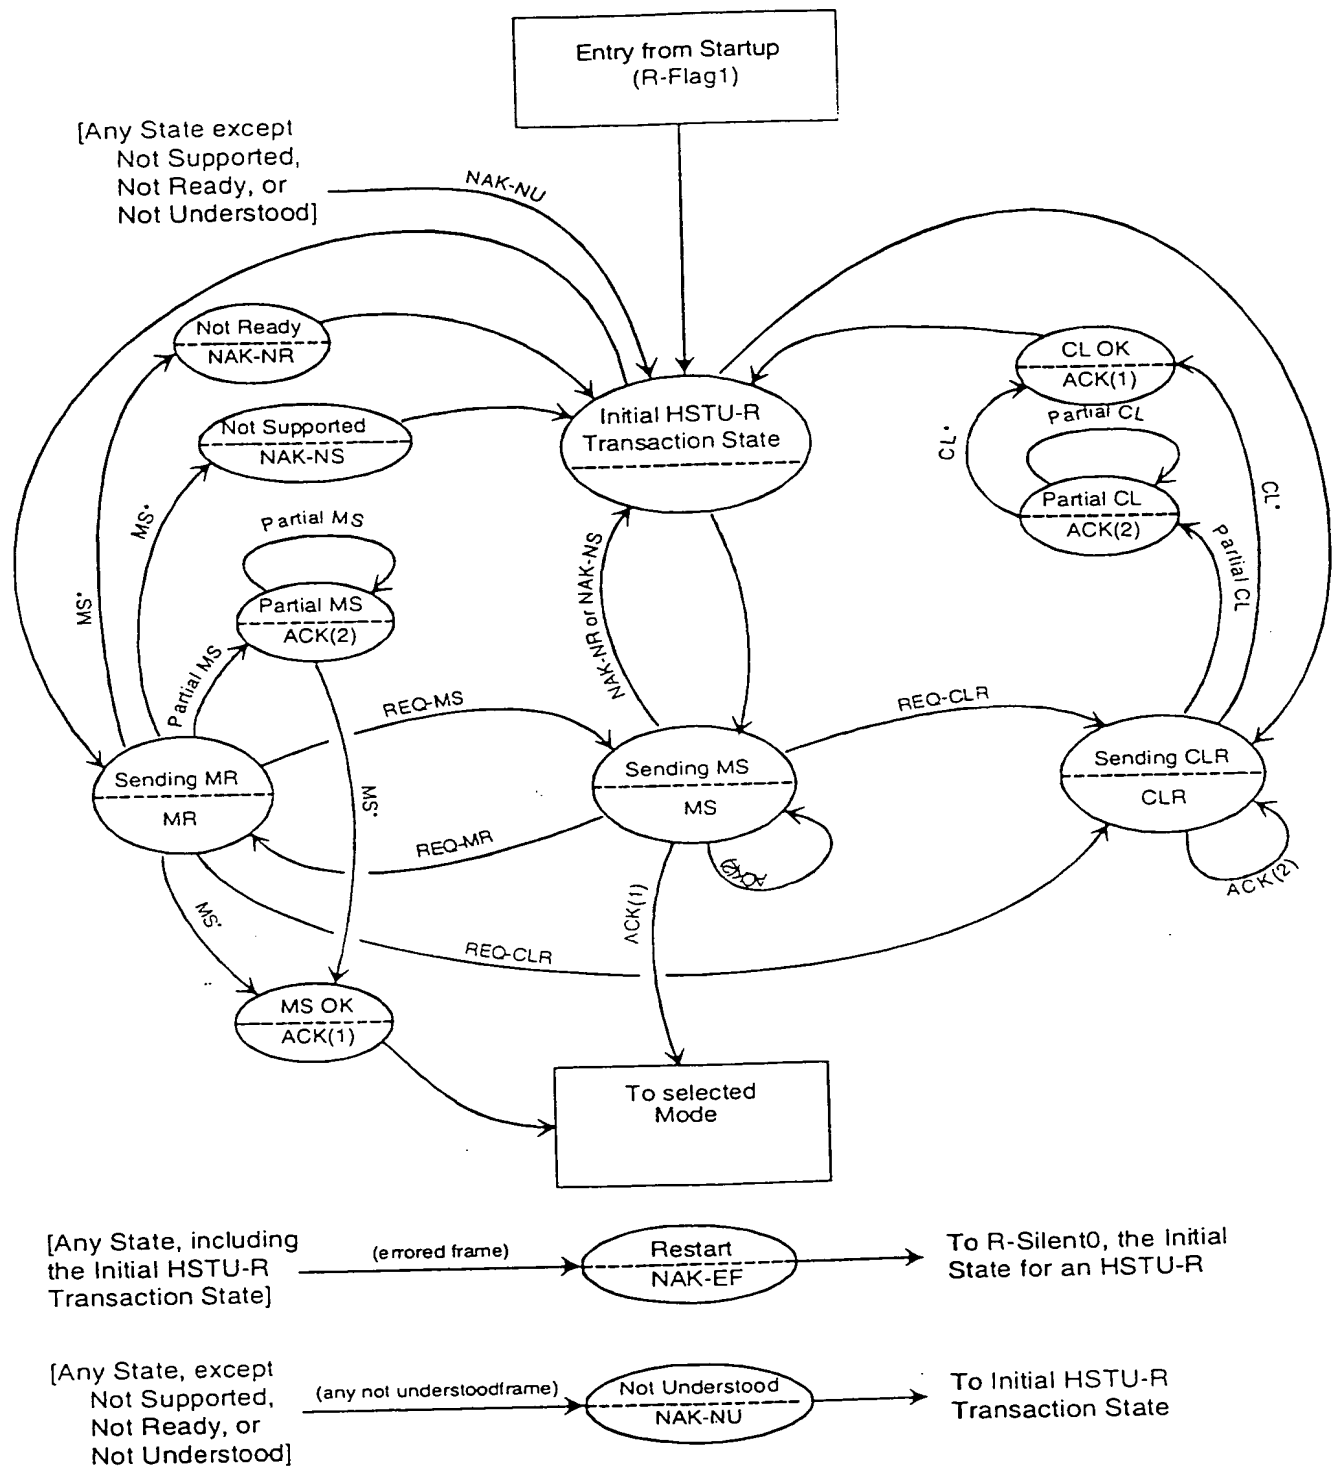 Entry from Startup
(R-Flag1)
[Any State except
Not Supported,
Not Ready, or
Not Understood]
NAK-NU
Not Ready
NAK-NR
CL OK
ACK(1)
Initial HSTU-R
Transaction State
Not Supported
NAK-NS
Partial CL
CL*
Partial CL
ACK(2)
CL*
Partial CL
MS*
MS*
Partial MS
Partial MS
ACK(2)
NAK-NR or NAK-NS
Partial MS
REQ-MS
REQ-CLR
Sending MR
MR
Sending MS
MS
Sending CLR
CLR
MS*
REQ-MR
ACK(2)
ACK(2)
ACK(1)
MS*
REQ-CLR
MS OK
ACK(1)
To selected
Mode
[Any State, including
the Initial HSTU-R
Transaction State]
(errored frame)
Restart
NAK-EF
To R-Silent0, the Initial
State for an HSTU-R
[Any State, except
Not Supported,
Not Ready, or
Not Understood]
(any not understoodframe)
Not Understood
NAK-NU
To Initial HSTU-R
Transaction State